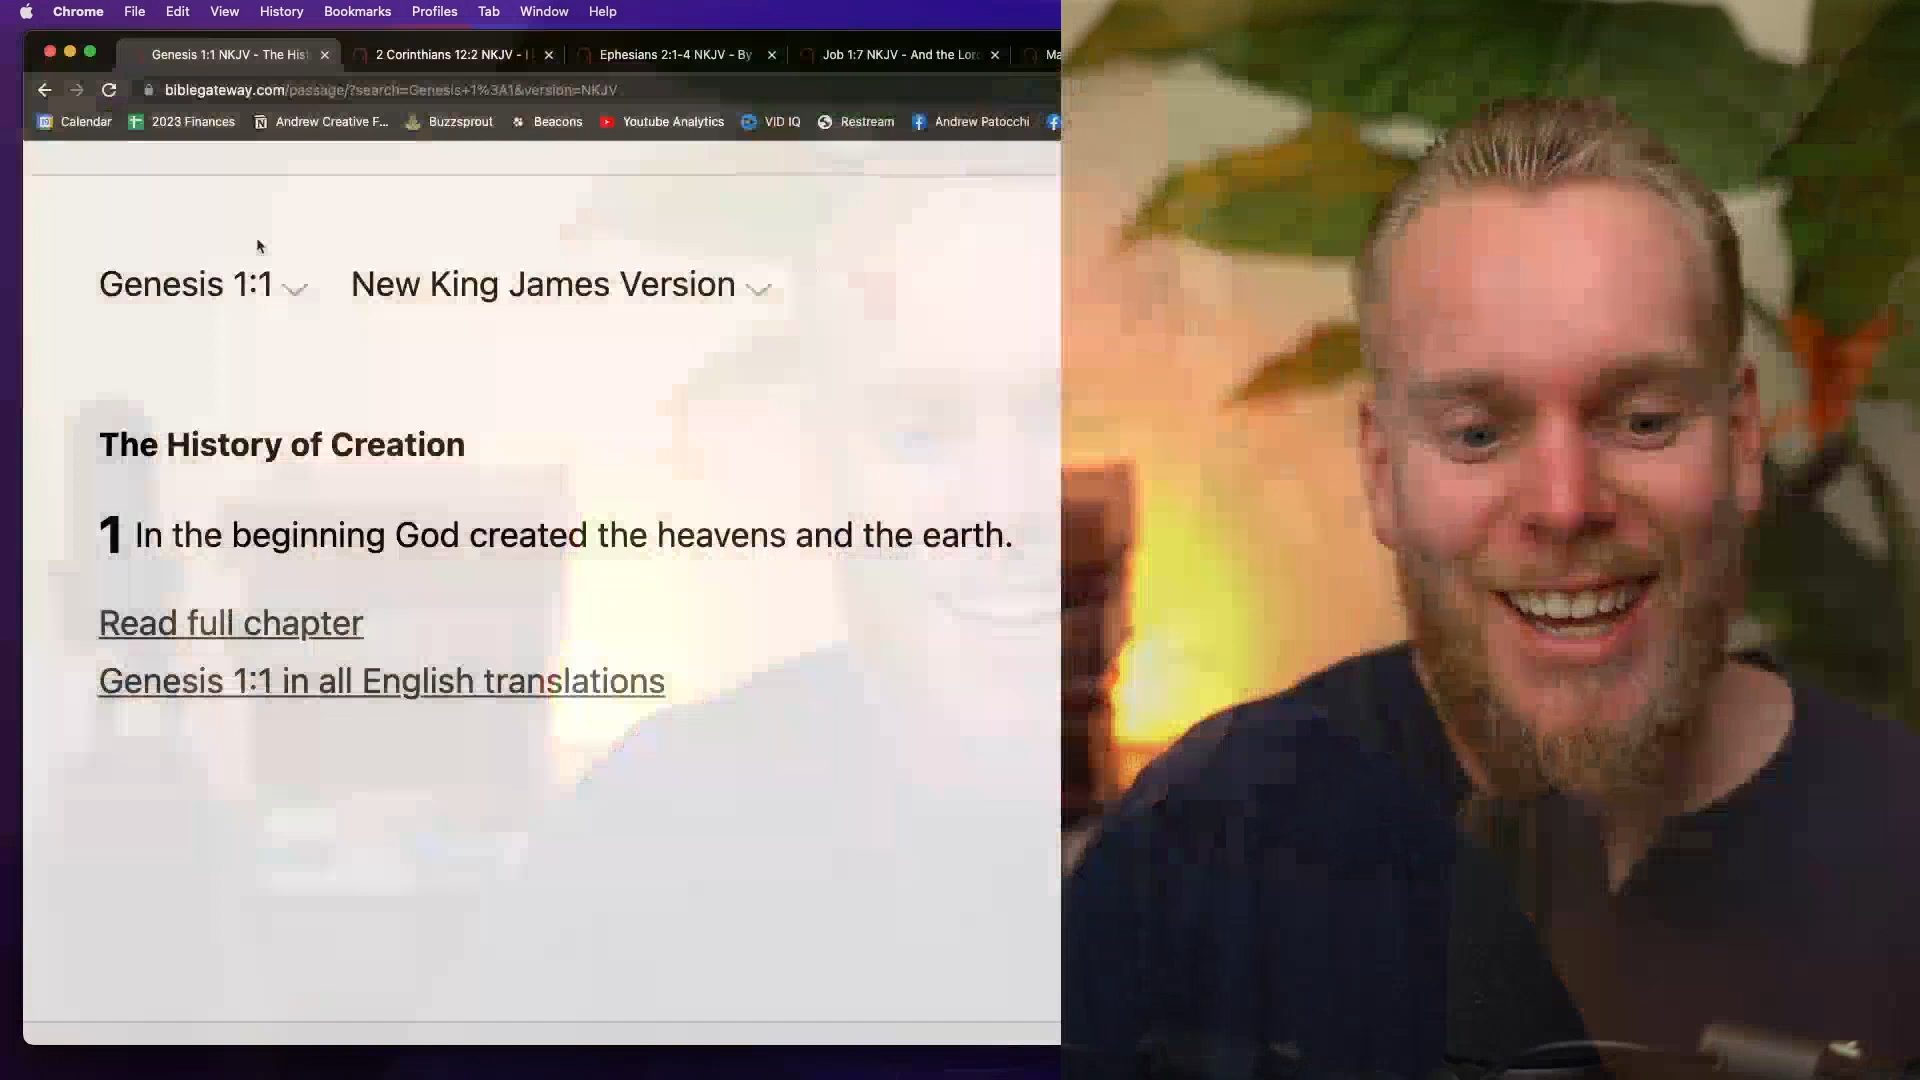 Chrome File Edit View History Bookmarks Profiles Tab Window Help
Genesis 1:1 NKJV - The Hist 2 Corinthians 12:2 NKJV - Ephesians 2:1-4 NKJV - By Job 1:7 NKJV - And the Lord Ma
biblegateway.com/passage/?search=Genesis+1%3A1&version=NKJV
Calendar 2023 Finances Andrew Creative F... Buzzsprout Beacons Youtube Analytics VID IQ Restream Andrew Patocchi
Genesis 1:1 New King James Version
The History of Creation
1 In the beginning God created the heavens and the earth.
Read full chapter
Genesis 1:1 in all English translations